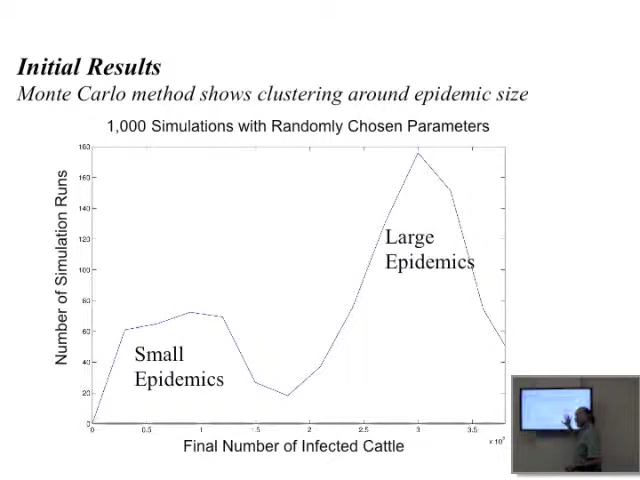 Initial Results
Monte Carlo method shows clustering around epidemic size
1,000 Simulations with Randomly Chosen Parameters
Number of Simulation Runs
160
140
120
100
80
60
40
20
0
Large
Epidemics
Small
Epidemics
0 0.5 1 1.5 2 2.5 3 3.5
Final Number of Infected Cattle